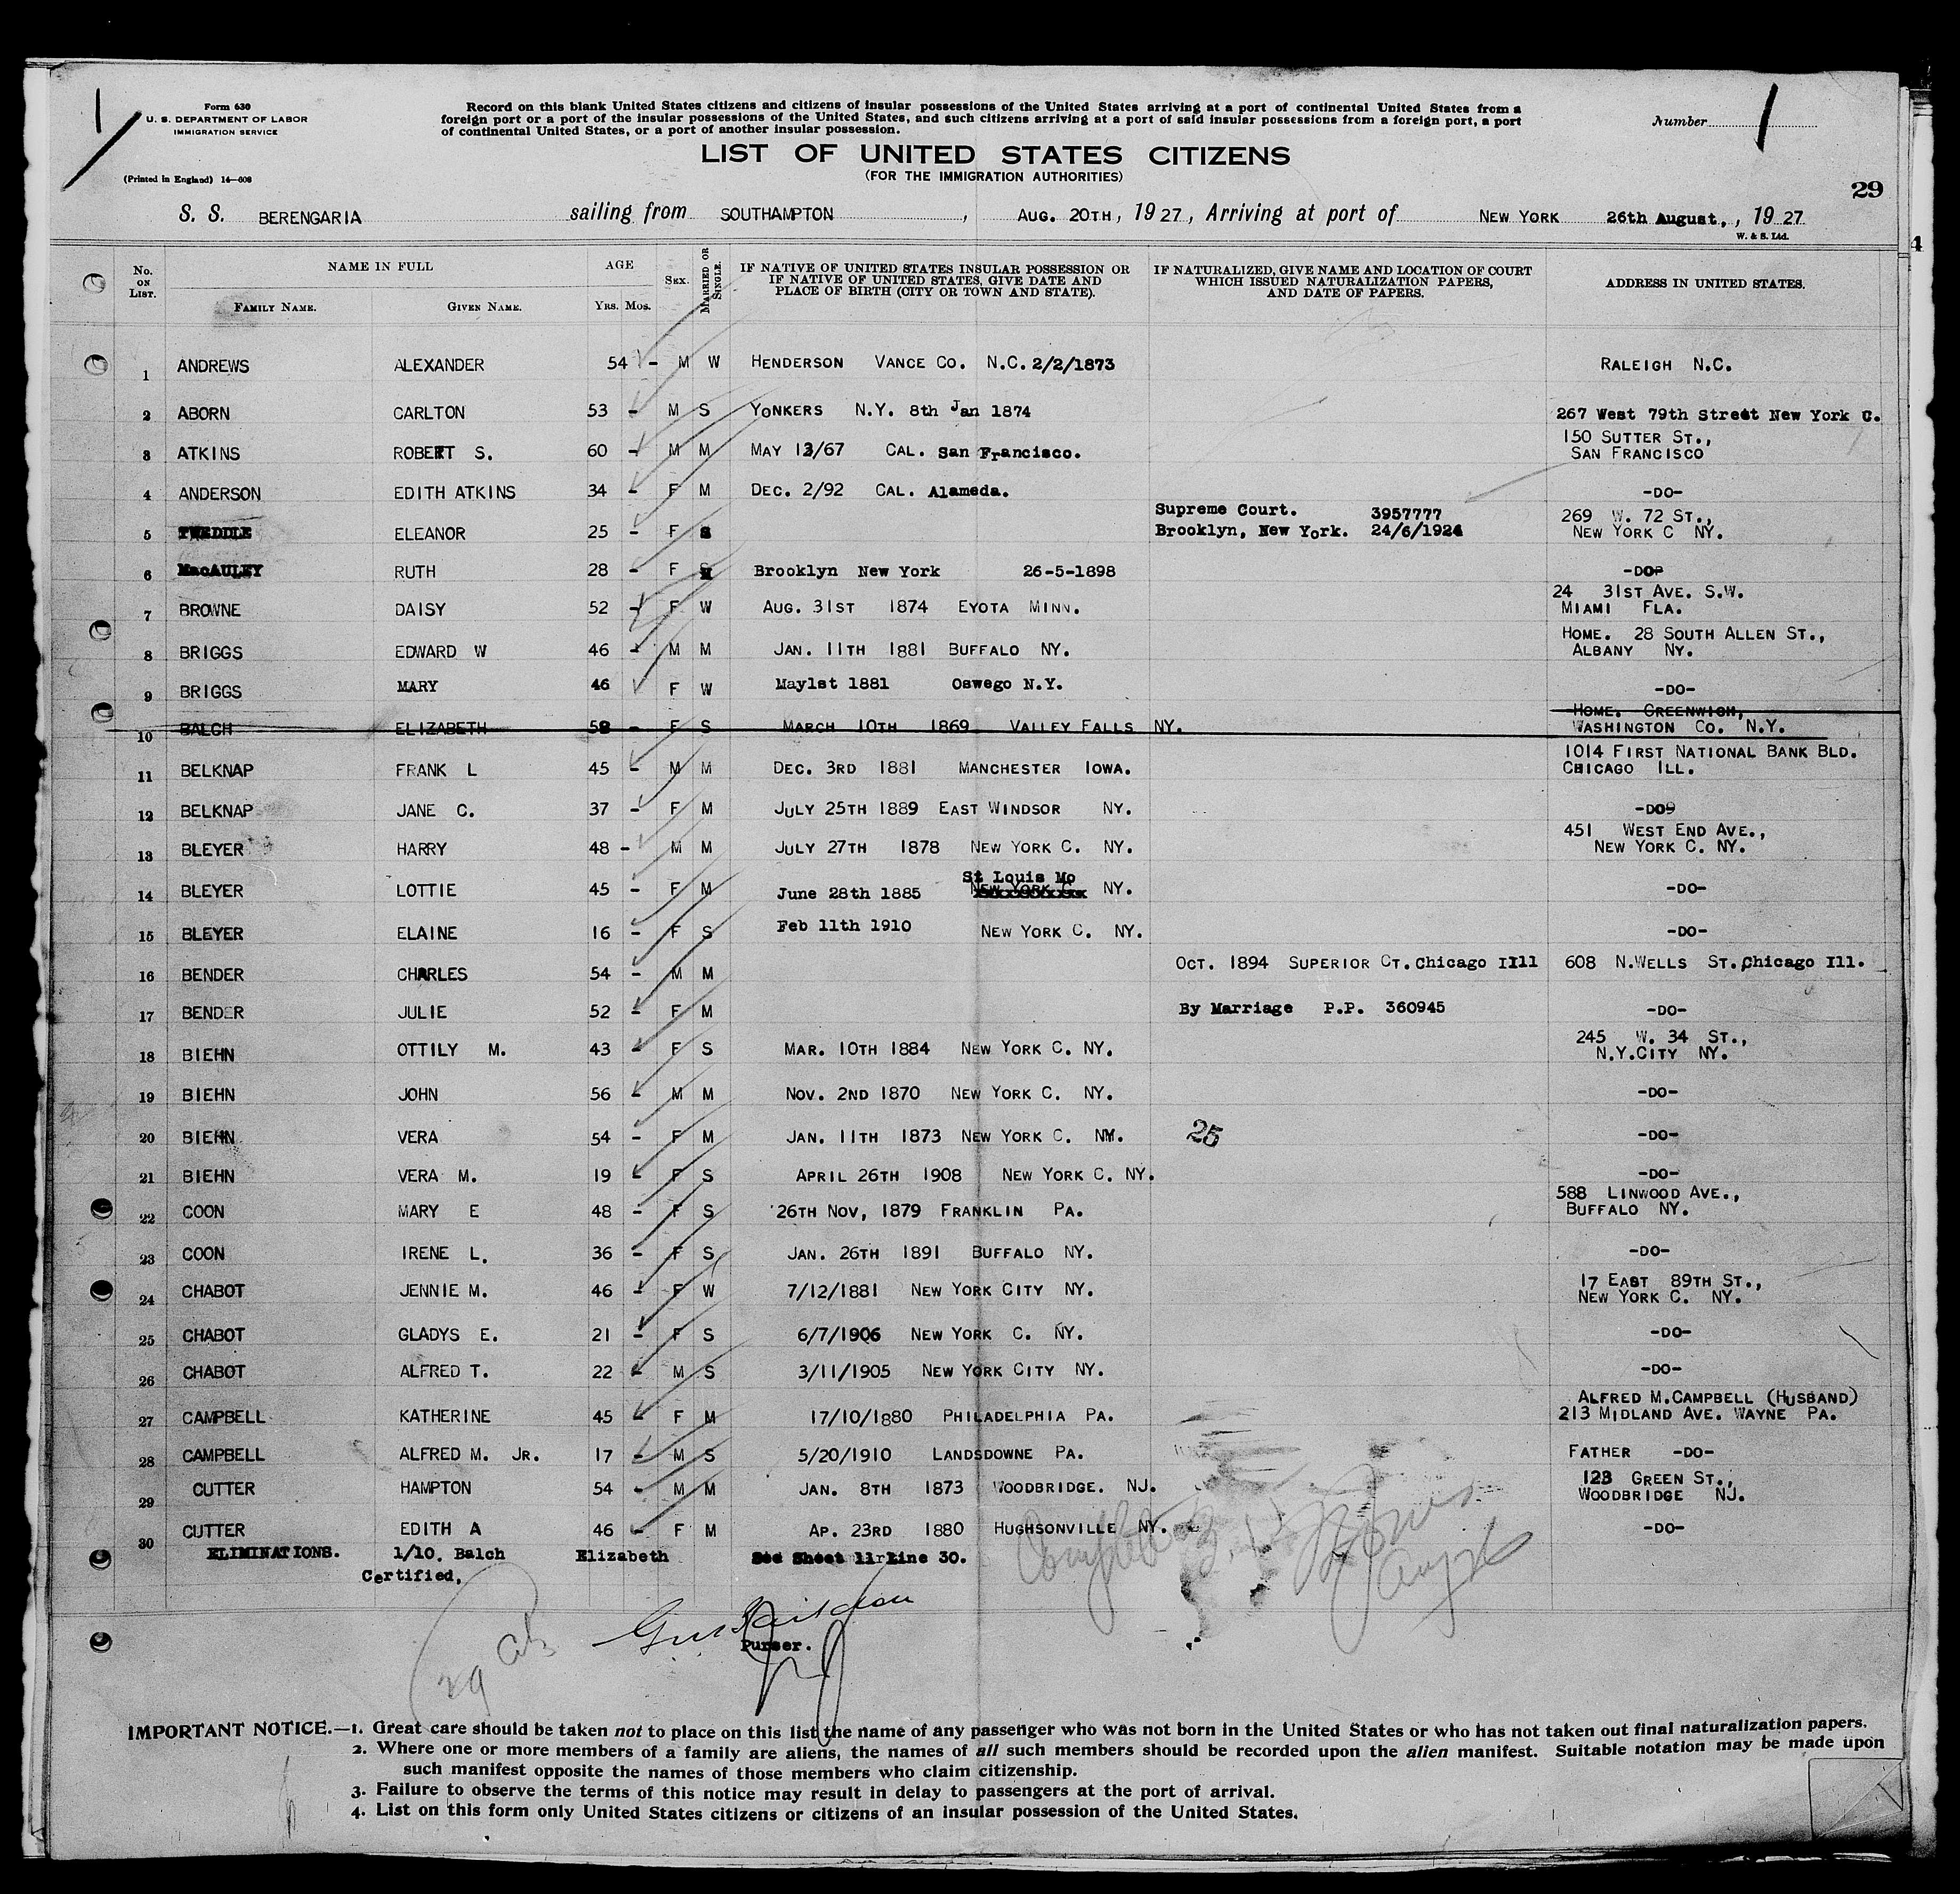 Form 630
U. S. DEPARTMENT OF LABOR
IMMIGRATION SERVICE
(Printed in England) 14—608
Record on this blank United States citizens and citizens of insular possessions of the United States arriving at a port of continental United States from a
foreign port or a port of the insular possessions of the United States, and such citizens arriving at a port of said insular possessions from a foreign port, a port
of continental United States, or a port of another insular possession.
Number 1
LIST OF UNITED STATES CITIZENS
(FOR THE IMMIGRATION AUTHORITIES)
29
S. S. BERENGARIA sailing from SOUTHAMPTON, AUG. 20TH, 1927, Arriving at port of NEW YORK 26th August,, 1927
W. & S. Ltd.
No. ON LIST. NAME IN FULL FAMILY NAME. GIVEN NAME. AGE YRS. MOS. SEX. MARRIED OR SINGLE. IF NATIVE OF UNITED STATES INSULAR POSSESSION OR IF NATIVE OF UNITED STATES, GIVE DATE AND PLACE OF BIRTH (CITY OR TOWN AND STATE). IF NATURALIZED, GIVE NAME AND LOCATION OF COURT WHICH ISSUED NATURALIZATION PAPERS, AND DATE OF PAPERS. ADDRESS IN UNITED STATES.
1 ANDREWS ALEXANDER 54 - M W HENDERSON VANCE CO. N.C. 2/2/1873 RALEIGH N.C.
2 ABORN CARLTON 53 - M S YONKERS N.Y. 8th Jan 1874 267 West 79th Street New York C.
3 ATKINS ROBERT S. 60 - M M MAY 13/67 CAL. San Francisco. 150 SUTTER ST., SAN FRANCISCO
4 ANDERSON EDITH ATKINS 34 - F M DEC. 2/92 CAL. Alameda. -DO-
5 TWEDDLE ELEANOR 25 - F S Supreme Court. 3957777 Brooklyn, New York. 24/6/1924 269 W. 72 ST., NEW YORK C NY.
6 MacAULEY RUTH 28 - F M Brooklyn New York 26-5-1898 -DO-
7 BROWNE DAISY 52 - F W AUG. 31ST 1874 EYOTA MINN. 24 31ST AVE. S.W. MIAMI FLA.
8 BRIGGS EDWARD W 46 - M M JAN. 11TH 1881 BUFFALO NY. HOME. 28 SOUTH ALLEN ST., ALBANY NY.
9 BRIGGS MARY 46 F W May1st 1881 Oswego N.Y. -DO-
10 BALCH ELIZABETH 58 - F S MARCH 10TH 1869 VALLEY FALLS NY. HOME. GREENWICH, WASHINGTON CO. N.Y.
11 BELKNAP FRANK L 45 - M M DEC. 3RD 1881 MANCHESTER IOWA. 1014 FIRST NATIONAL BANK BLD. CHICAGO ILL.
12 BELKNAP JANE C. 37 - F M JULY 25TH 1889 EAST WINDSOR NY. -DO-
13 BLEYER HARRY 48 - M M JULY 27TH 1878 NEW YORK C. NY. 451 WEST END AVE., NEW YORK C. NY.
14 BLEYER LOTTIE 45 - F M June 28th 1885 St Louis Mo NEW YORK C. NY. -DO-
15 BLEYER ELAINE 16 - F S Feb 11th 1910 NEW YORK C. NY. -DO-
16 BENDER CHARLES 54 - M M OCT. 1894 SUPERIOR CT. Chicago Illl 608 N.WELLS ST., Chicago Ill.
17 BENDER JULIE 52 - F M By Marriage P.P. 360945 -DO-
18 BIEHN OTTILY M. 43 - F S MAR. 10TH 1884 NEW YORK C. NY. 245 W. 34 ST., N.Y.CITY NY.
19 BIEHN JOHN 56 - M M NOV. 2ND 1870 NEW YORK C. NY. -DO-
20 BIEHN VERA 54 - F M JAN. 11TH 1873 NEW YORK C. NY. 25 -DO-
21 BIEHN VERA M. 19 - F S APRIL 26TH 1908 NEW YORK C. NY. -DO-
22 COON MARY E 48 - F S 26TH NOV, 1879 FRANKLIN PA. 588 LINWOOD AVE., BUFFALO NY.
23 COON IRENE L. 36 - F S JAN. 26TH 1891 BUFFALO NY. -DO-
24 CHABOT JENNIE M. 46 - F W 7/12/1881 NEW YORK CITY NY. 17 EAST 89TH ST., NEW YORK C. NY.
25 CHABOT GLADYS E. 21 - F S 6/7/1906 NEW YORK C. NY. -DO-
26 CHABOT ALFRED T. 22 - M S 3/11/1905 NEW YORK CITY NY. -DO-
27 CAMPBELL KATHERINE 45 - F M 17/10/1880 PHILADELPHIA PA. ALFRED M.CAMPBELL (HUSBAND) 213 MIDLAND AVE. WAYNE PA.
28 CAMPBELL ALFRED M. JR. 17 - M S 5/20/1910 LANDSDOWNE PA. FATHER -DO-
29 CUTTER HAMPTON 54 - M M JAN. 8TH 1873 WOODBRIDGE. NJ. 123 GREEN ST., WOODBRIDGE NJ.
30 CUTTER EDITH A 46 - F M AP. 23RD 1880 HUGHSONVILLE NY. -DO-
ELIMINATIONS. 1/10. Balch Elizabeth See Sheet 11 Line 30.
Certified,
Purser.
29
IMPORTANT NOTICE.—1. Great care should be taken not to place on this list the name of any passenger who was not born in the United States or who has not taken out final naturalization papers.
2. Where one or more members of a family are aliens, the names of all such members should be recorded upon the alien manifest. Suitable notation may be made upon
such manifest opposite the names of those members who claim citizenship.
3. Failure to observe the terms of this notice may result in delay to passengers at the port of arrival.
4. List on this form only United States citizens or citizens of an insular possession of the United States.